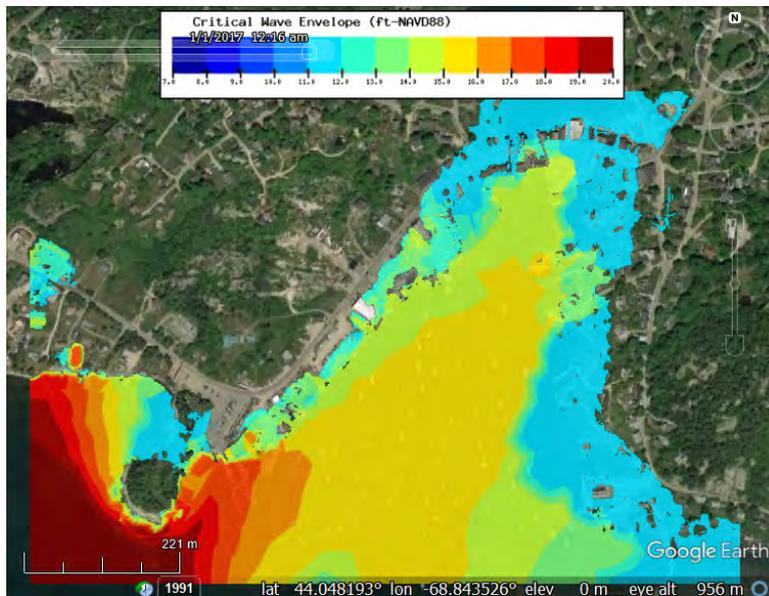 Critical Wave Envelope (ft-NAVD88)
1/1/2017 12:16 am
7.0 8.0 9.0 10.0 11.0 12.0 13.0 14.0 15.0 16.0 17.0 18.0 19.0 20.0
N
221 m
Google Earth
1991
lat 44.048193° lon -68.843526° elev 0 m eye alt 956 m